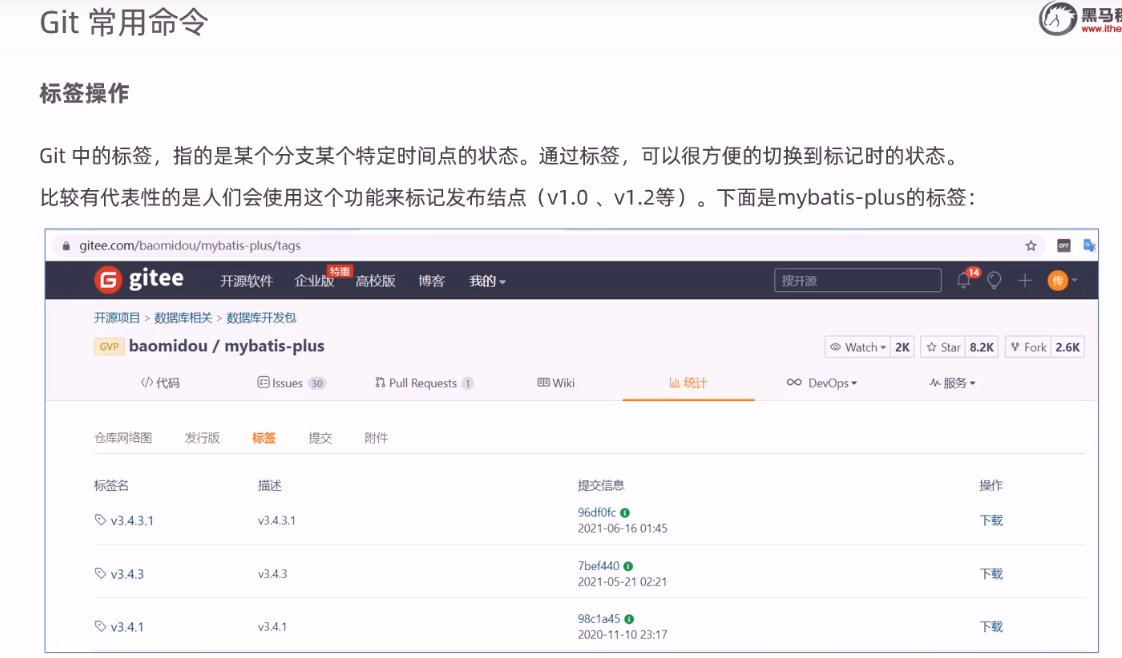 Git 常用命令
黑马程
www.ithe
标签操作
Git 中的标签，指的是某个分支某个特定时间点的状态。通过标签，可以很方便的切换到标记时的状态。
比较有代表性的是人们会使用这个功能来标记发布结点（v1.0 、v1.2等）。下面是mybatis-plus的标签：
gitee.com/baomidou/mybatis-plus/tags
OFF
G gitee 开源软件 企业版 特惠 高校版 博客 我的 搜开源 14 传
开源项目 > 数据库相关 > 数据库开发包
GVP baomidou / mybatis-plus Watch 2K Star 8.2K Fork 2.6K
代码 Issues 30 Pull Requests 1 Wiki 统计 DevOps 服务
仓库网络图 发行版 标签 提交 附件
标签名 描述 提交信息 操作
v3.4.3.1 v3.4.3.1 96df0fc 下载
2021-06-16 01:45
v3.4.3 v3.4.3 7bef440 下载
2021-05-21 02:21
v3.4.1 v3.4.1 98c1a45 下载
2020-11-10 23:17